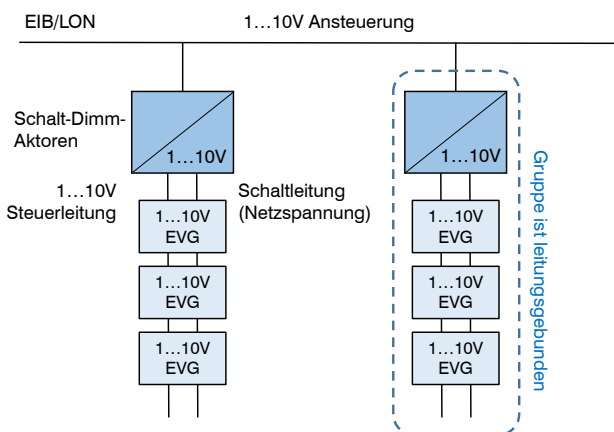 EIB/LON
1...10V Ansteuerung
Schalt-Dimm-
Aktoren
1...10V
1...10V
1...10V
Steuerleitung
Schaltleitung
(Netzspannung)
1...10V
EVG
1...10V
EVG
1...10V
EVG
1...10V
EVG
1...10V
EVG
1...10V
EVG
Gruppe ist leitungsgebunden